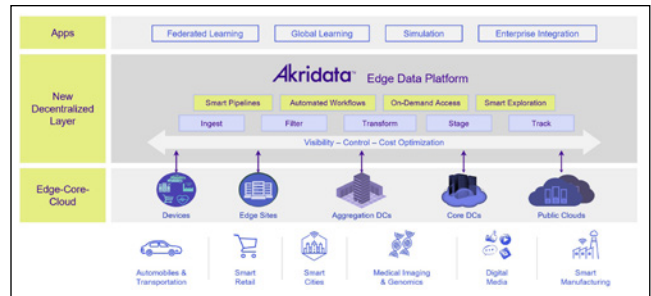 Apps
Federated Learning
Global Learning
Simulation
Enterprise Integration
New
Decentralized
Layer
Akridata™ Edge Data Platform
Smart Pipelines
Automated Workflows
On-Demand Access
Smart Exploration
Ingest
Filter
Transform
Stage
Track
Visibility – Control – Cost Optimization
Edge-Core-
Cloud
Devices
Edge Sites
Aggregation DCs
Core DCs
Public Clouds
Automobiles &
Transportation
Smart
Retail
Smart
Cities
Medical Imaging
& Genomics
Digital
Media
Smart
Manufacturing